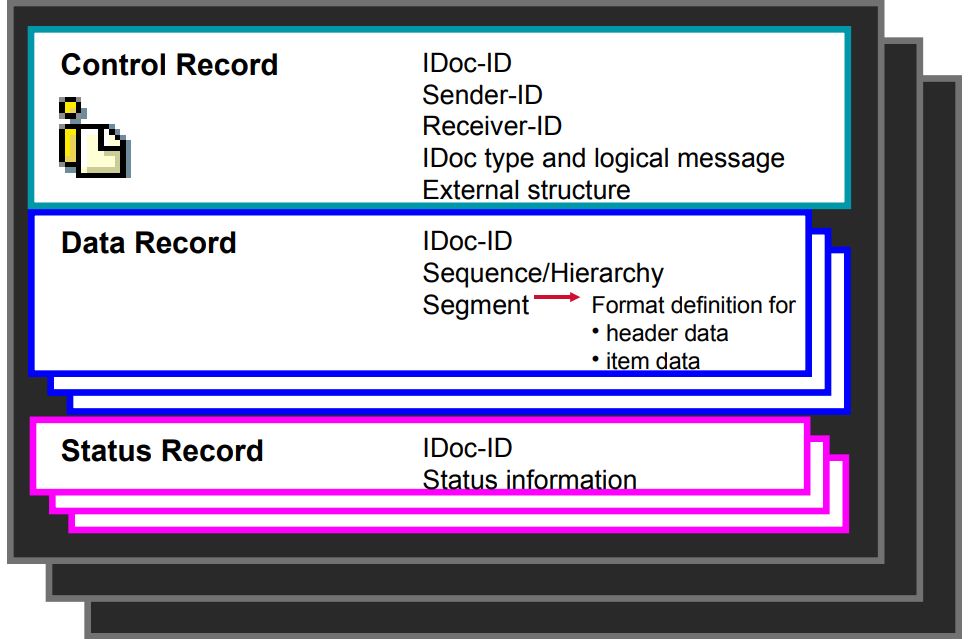 Control Record
IDoc-ID
Sender-ID
Receiver-ID
IDoc type and logical message
External structure
Data Record
IDoc-ID
Sequence/Hierarchy
Segment
Format definition for
• header data
• item data
Status Record
IDoc-ID
Status information